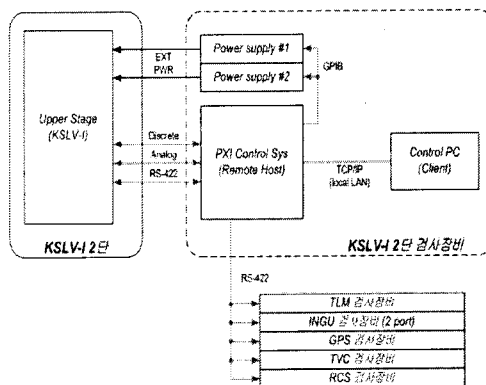 Power supply #1
EXT
PWR
Power supply #2
GPIB
Upper Stage
(KSLV-I)
Discrete
Analog
RS-422
PXI Control Sys
(Remote Host)
TCP/IP
(local LAN)
Control PC
(Client)
KSLV-I 2단
KSLV-I 2단 검사장비
RS-422
TLM 검사장비
INGU 검사장비 (2 port)
GPS 검사장비
TVC 검사장비
RCS 검사장비